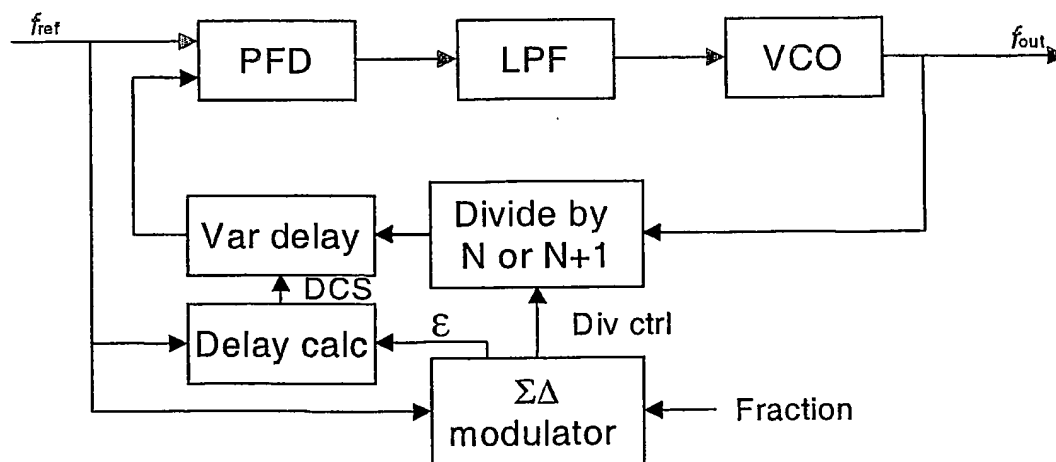 fref
PFD
LPF
VCO
fout
Var delay
Divide by
N or N+1
DCS
Delay calc
ε
Div ctrl
ΣΔ
modulator
Fraction